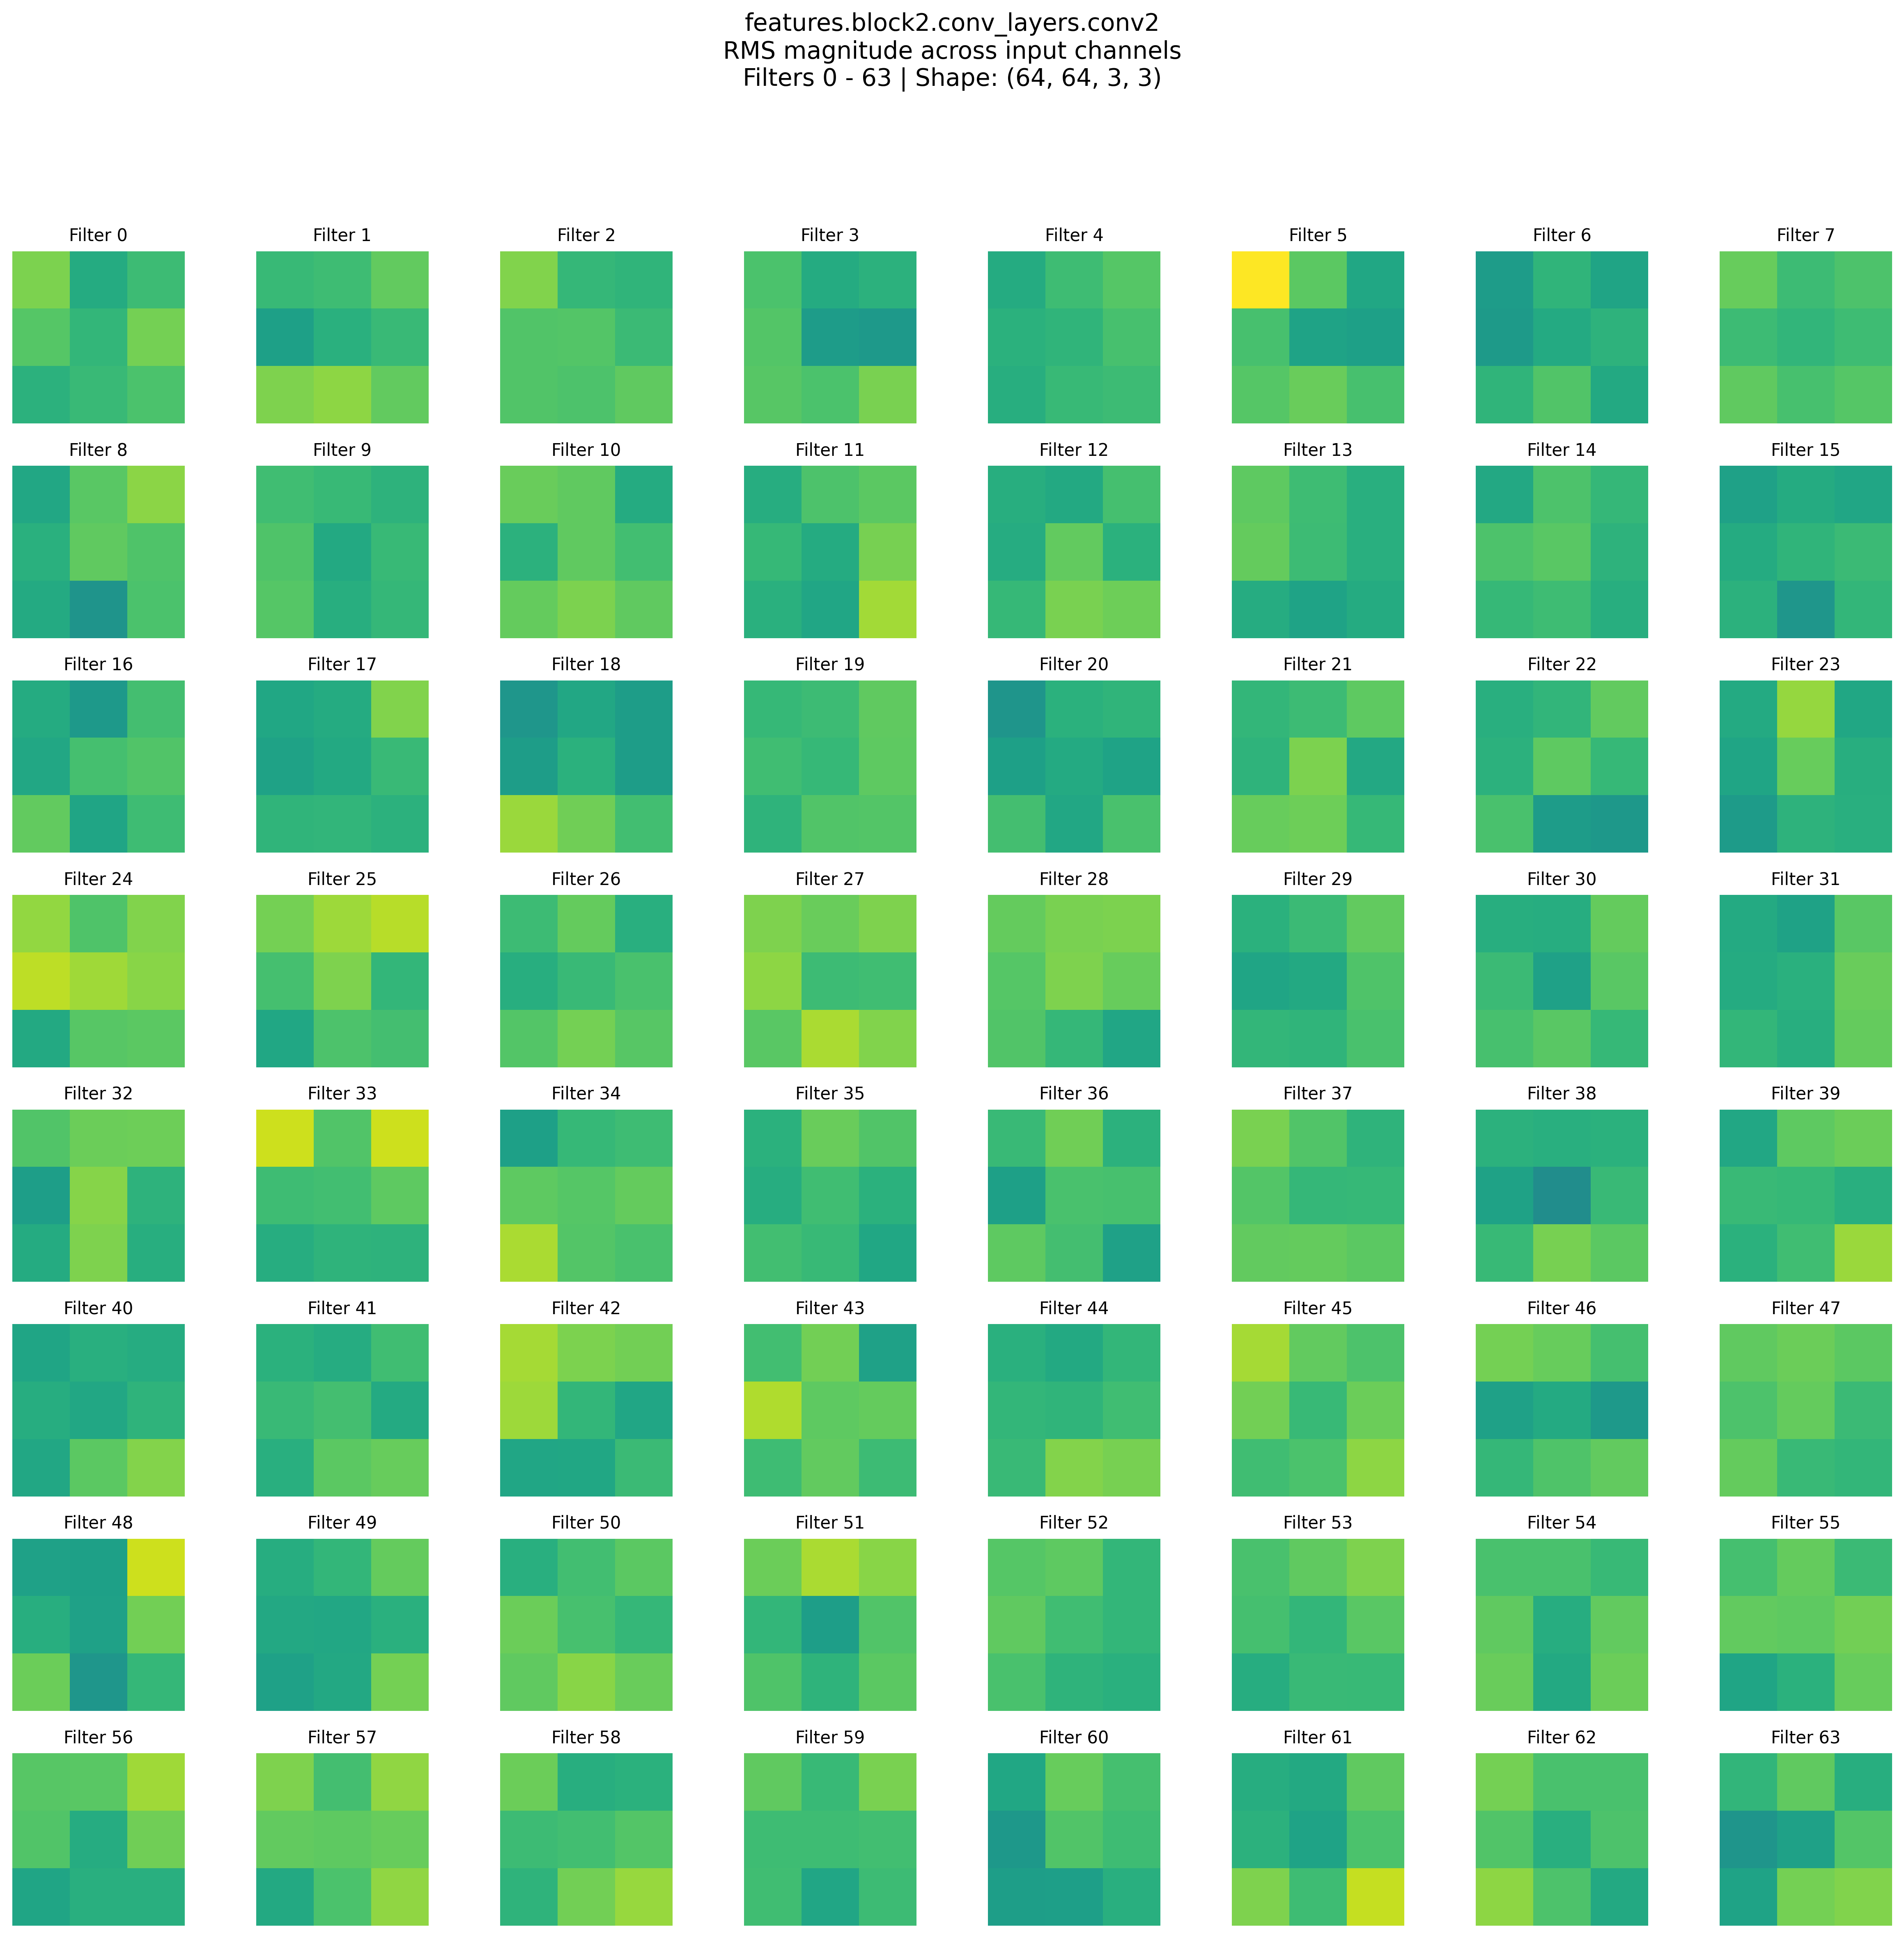 features.block2.conv_layers.conv2
RMS magnitude across input channels
Filters 0 - 63 | Shape: (64, 64, 3, 3)
Filter 0 Filter 1 Filter 2 Filter 3 Filter 4 Filter 5 Filter 6 Filter 7
Filter 8 Filter 9 Filter 10 Filter 11 Filter 12 Filter 13 Filter 14 Filter 15
Filter 16 Filter 17 Filter 18 Filter 19 Filter 20 Filter 21 Filter 22 Filter 23
Filter 24 Filter 25 Filter 26 Filter 27 Filter 28 Filter 29 Filter 30 Filter 31
Filter 32 Filter 33 Filter 34 Filter 35 Filter 36 Filter 37 Filter 38 Filter 39
Filter 40 Filter 41 Filter 42 Filter 43 Filter 44 Filter 45 Filter 46 Filter 47
Filter 48 Filter 49 Filter 50 Filter 51 Filter 52 Filter 53 Filter 54 Filter 55
Filter 56 Filter 57 Filter 58 Filter 59 Filter 60 Filter 61 Filter 62 Filter 63